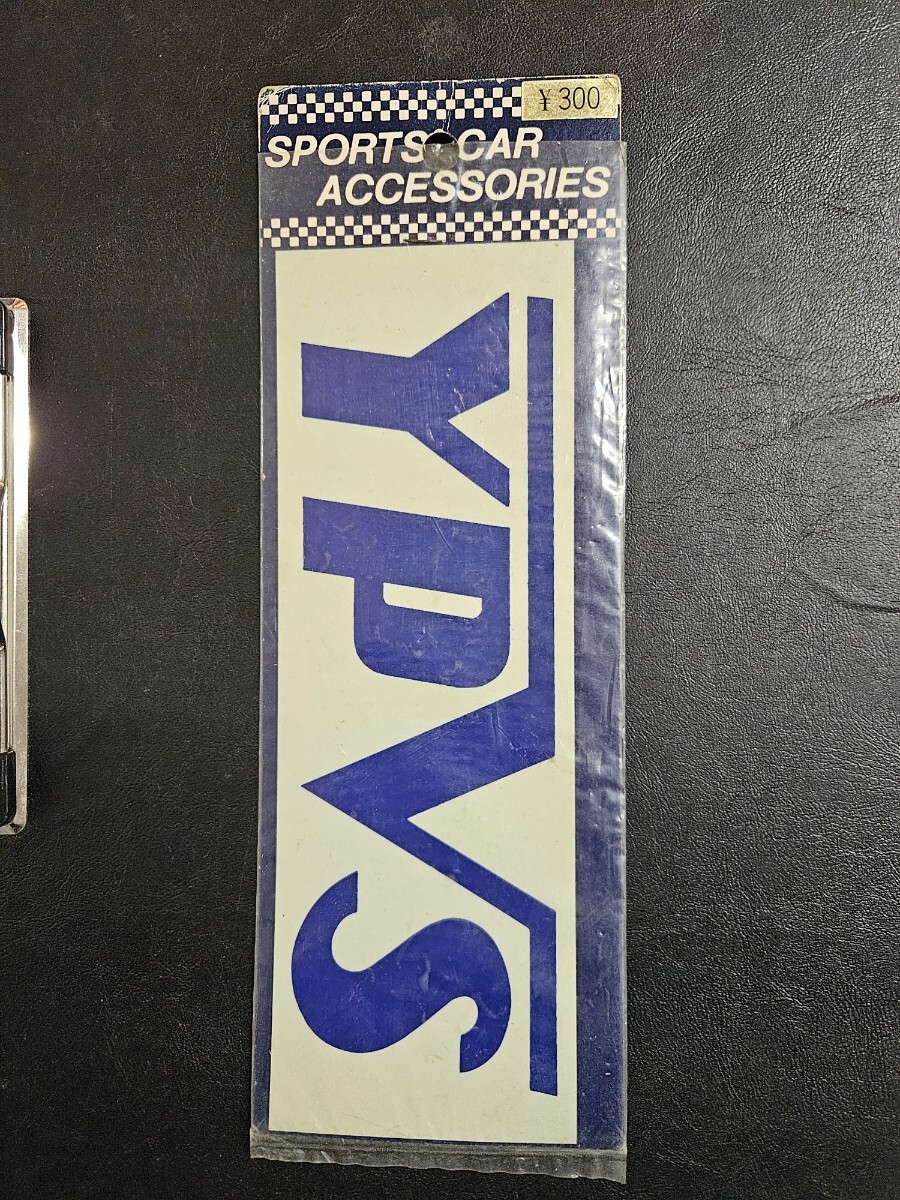 ¥300
SPORTS CAR
ACCESSORIES
YPVS